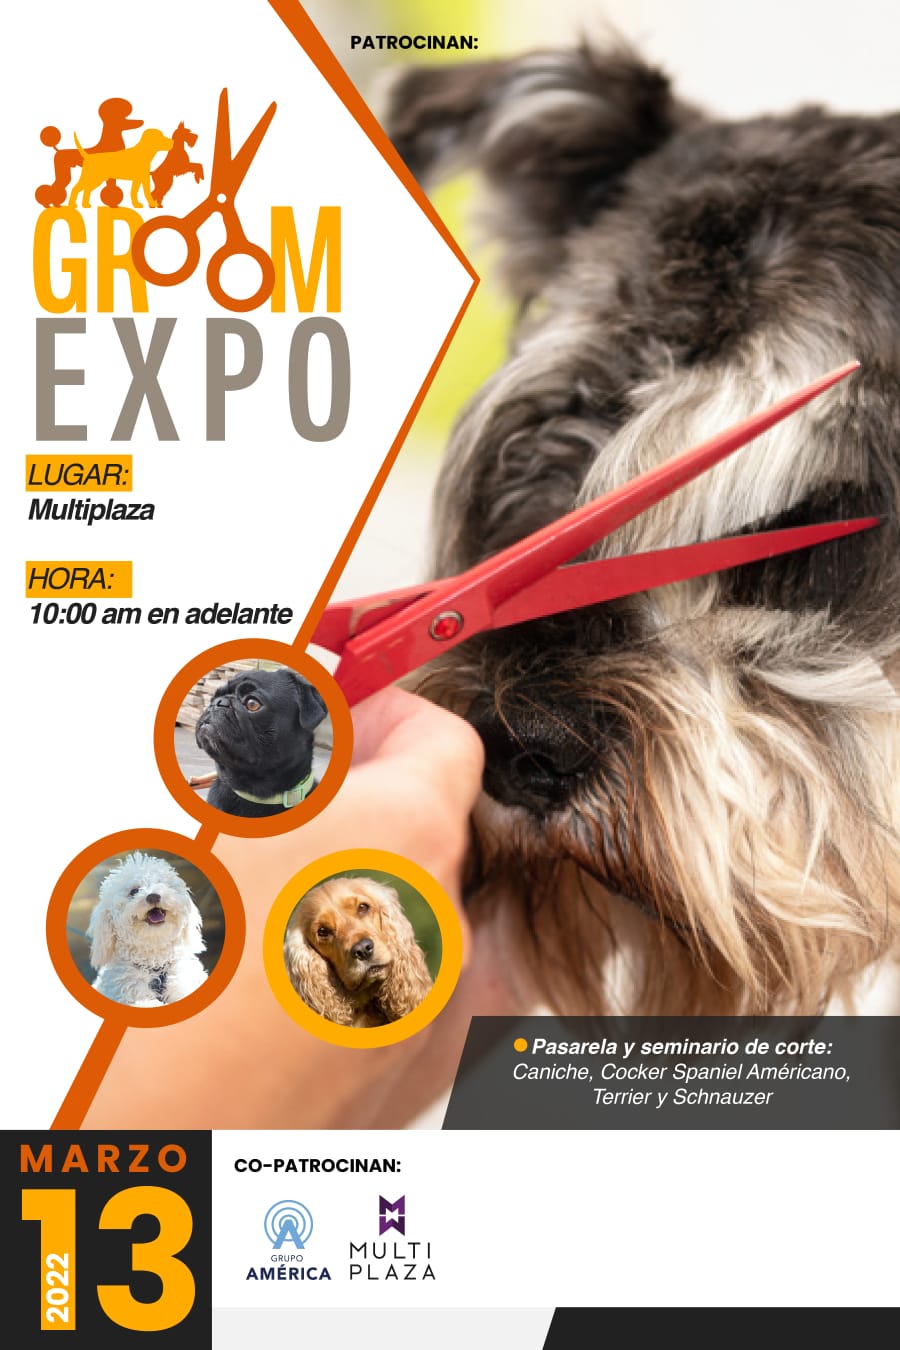 PATROCINAN:
GROOM
EXPO
LUGAR:
Multiplaza
HORA:
10:00 am en adelante
Pasarela y seminario de corte:
Caniche, Cocker Spaniel Américano,
Terrier y Schnauzer
MARZO
13
2022
CO-PATROCINAN:
GRUPO
AMÉRICA
MULTI
PLAZA